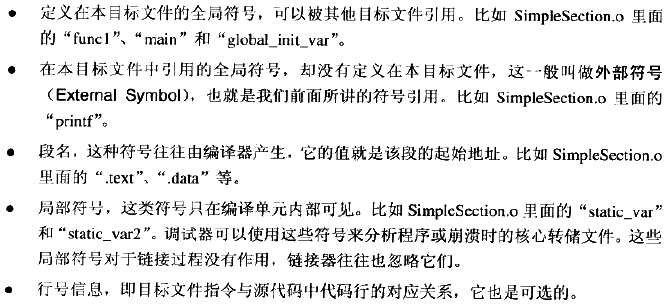 ● 定义在本目标文件的全局符号，可以被其他目标文件引用。比如 SimpleSection.o 里面
的“func1”、“main” 和 “global_init_var”。
● 在本目标文件中引用的全局符号，却没有定义在本目标文件，这一般叫做外部符号
（External Symbol），也就是我们前面所讲的符号引用。比如 SimpleSection.o 里面的
“printf”。
● 段名，这种符号往往由编译器产生，它的值就是该段的起始地址。比如 SimpleSection.o
里面的 “.text”、“.data” 等。
● 局部符号，这类符号只在编译单元内部可见。比如 SimpleSection.o 里面的 “static_var”
和 “static_var2”。调试器可以使用这些符号来分析程序或崩溃时的核心转储文件。这些
局部符号对于链接过程没有作用，链接器往往也忽略它们。
● 行号信息，即目标文件指令与源代码中代码行的对应关系，它也是可选的。